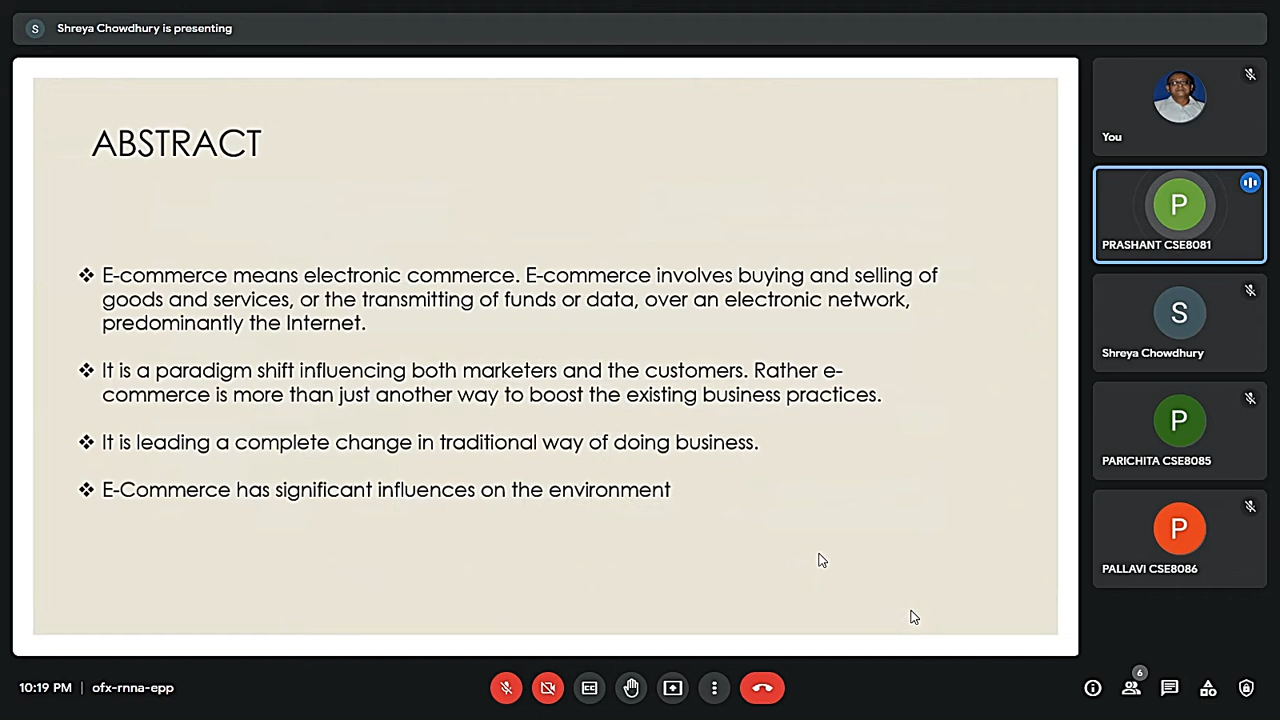 S Shreya Chowdhury is presenting
ABSTRACT
❖ E-commerce means electronic commerce. E-commerce involves buying and selling of
goods and services, or the transmitting of funds or data, over an electronic network,
predominantly the Internet.
❖ It is a paradigm shift influencing both marketers and the customers. Rather e-
commerce is more than just another way to boost the existing business practices.
❖ It is leading a complete change in traditional way of doing business.
❖ E-Commerce has significant influences on the environment
You
P
PRASHANT CSE8081
S
Shreya Chowdhury
P
PARICHITA CSE8085
P
PALLAVI CSE8086
10:19 PM | ofx-rnna-epp
CC
6